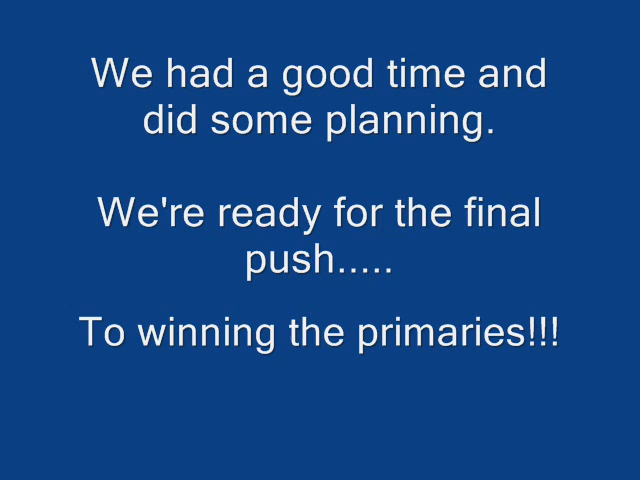 We had a good time and
did some planning.
We're ready for the final
push.....
To winning the primaries!!!